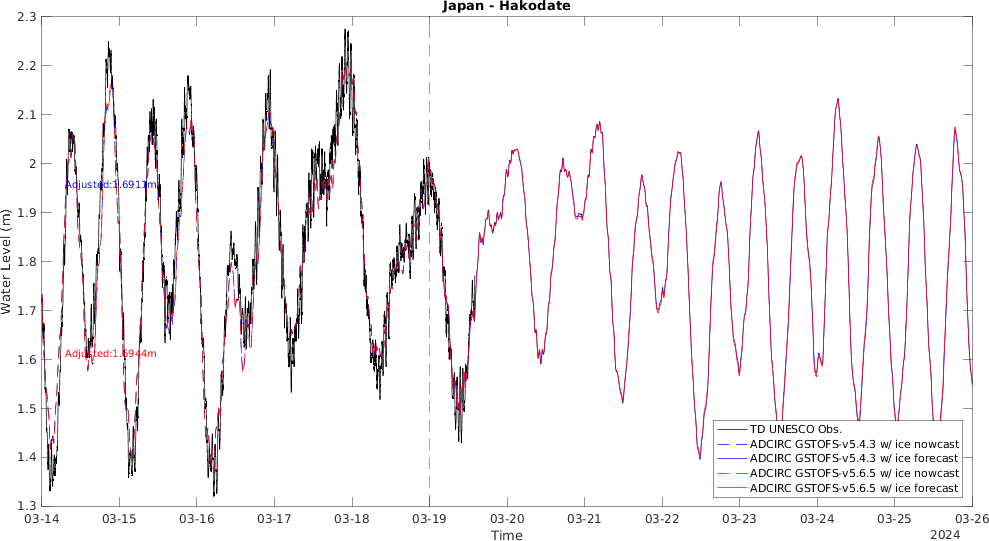 Japan - Hakodate
2.3
2.2
2.1
2
1.9
1.8
1.7
1.6
1.5
1.4
1.3
Water Level (m)
Adjusted:1.6911m
Adjusted:1.6944m
TD UNESCO Obs.
ADCIRC GSTOFS-v5.4.3 w/ ice nowcast
ADCIRC GSTOFS-v5.4.3 w/ ice forecast
ADCIRC GSTOFS-v5.6.5 w/ ice nowcast
ADCIRC GSTOFS-v5.6.5 w/ ice forecast
03-14 03-15 03-16 03-17 03-18 03-19 03-20 03-21 03-22 03-23 03-24 03-25 03-26
Time
2024